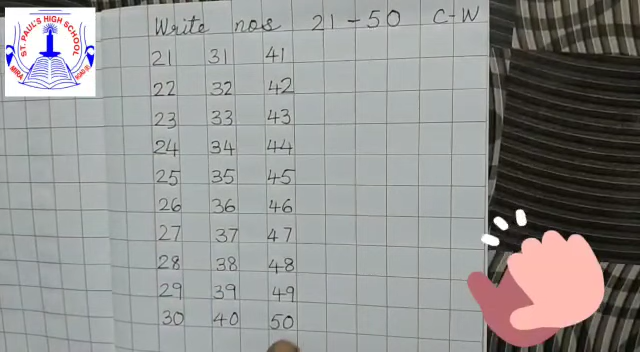 ST. PAUL'S HIGH SCHOOL
MIRA ROAD (E)
Write nos 21 - 50 C-W
21 31 41
22 32 42
23 33 43
24 34 44
25 35 45
26 36 46
27 37 47
28 38 48
29 39 49
30 40 50